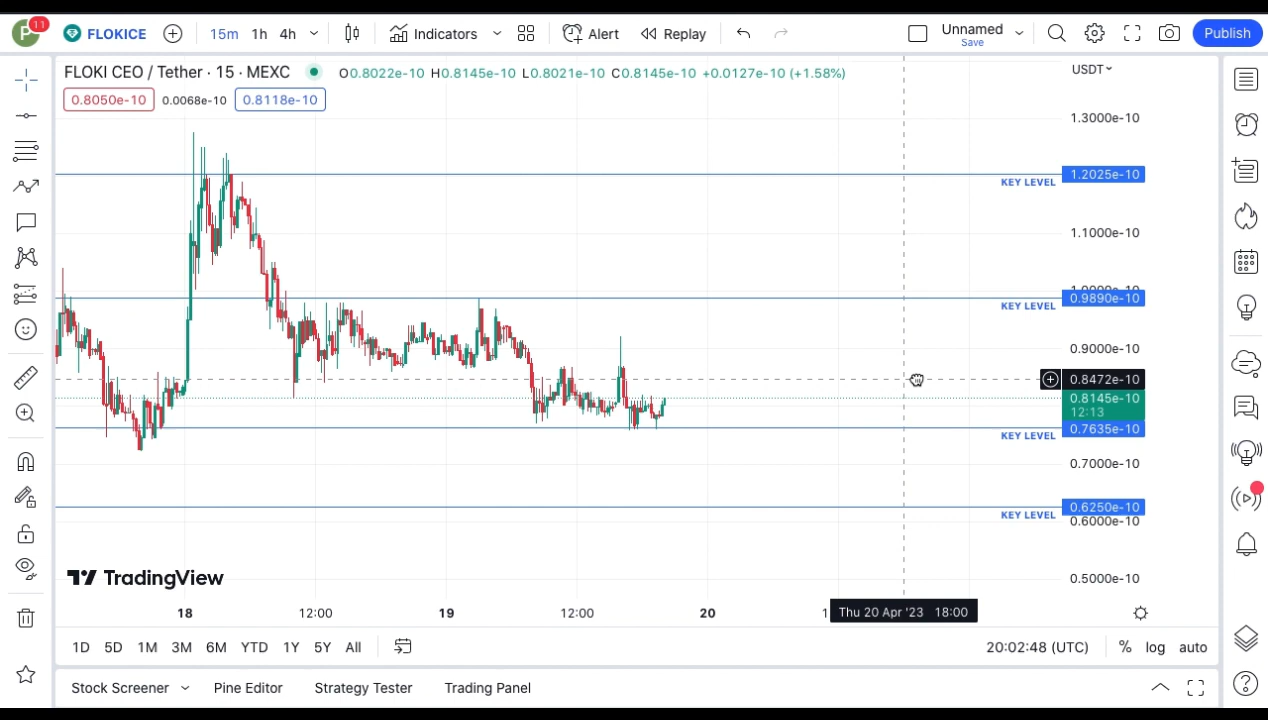 P
11
FLOKICE
15m 1h 4h
Indicators
Alert
Replay
Unnamed
Save
Publish
FLOKI CEO / Tether · 15 · MEXC
O0.8022e-10 H0.8145e-10 L0.8021e-10 C0.8145e-10 +0.0127e-10 (+1.58%)
USDT
0.8050e-10 0.0068e-10 0.8118e-10
1.3000e-10
1.2025e-10
KEY LEVEL
1.1000e-10
0.9890e-10
KEY LEVEL
0.9000e-10
0.8472e-10
0.8145e-10
12:13
0.7635e-10
KEY LEVEL
0.7000e-10
0.6250e-10
KEY LEVEL
0.6000e-10
0.5000e-10
TradingView
18 12:00 19 12:00 20
Thu 20 Apr '23 18:00
1D 5D 1M 3M 6M YTD 1Y 5Y All
20:02:48 (UTC) % log auto
Stock Screener Pine Editor Strategy Tester Trading Panel